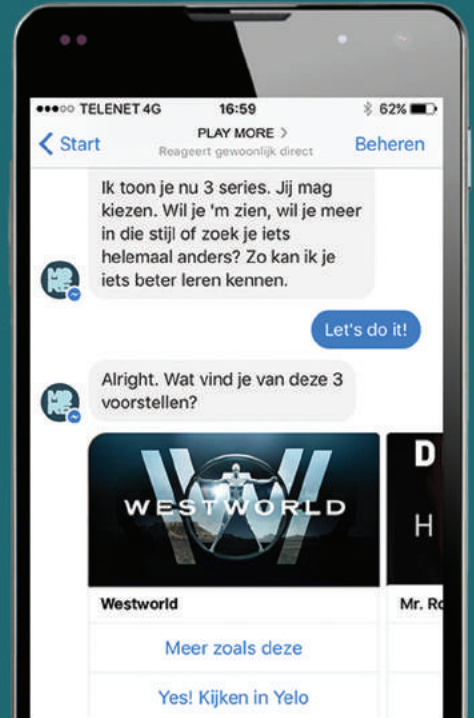 TELENET 4G 16:59 62%
Start PLAY MORE > Beheren
Reageert gewoonlijk direct
Ik toon je nu 3 series. Jij mag
kiezen. Wil je 'm zien, wil je meer
in die stijl of zoek je iets
helemaal anders? Zo kan ik je
iets beter leren kennen.
MORE
Let's do it!
Alright. Wat vind je van deze 3
voorstellen?
MORE
WESTWORLD
D
H
Westworld
Mr. Ro
Meer zoals deze
Yes! Kijken in Yelo